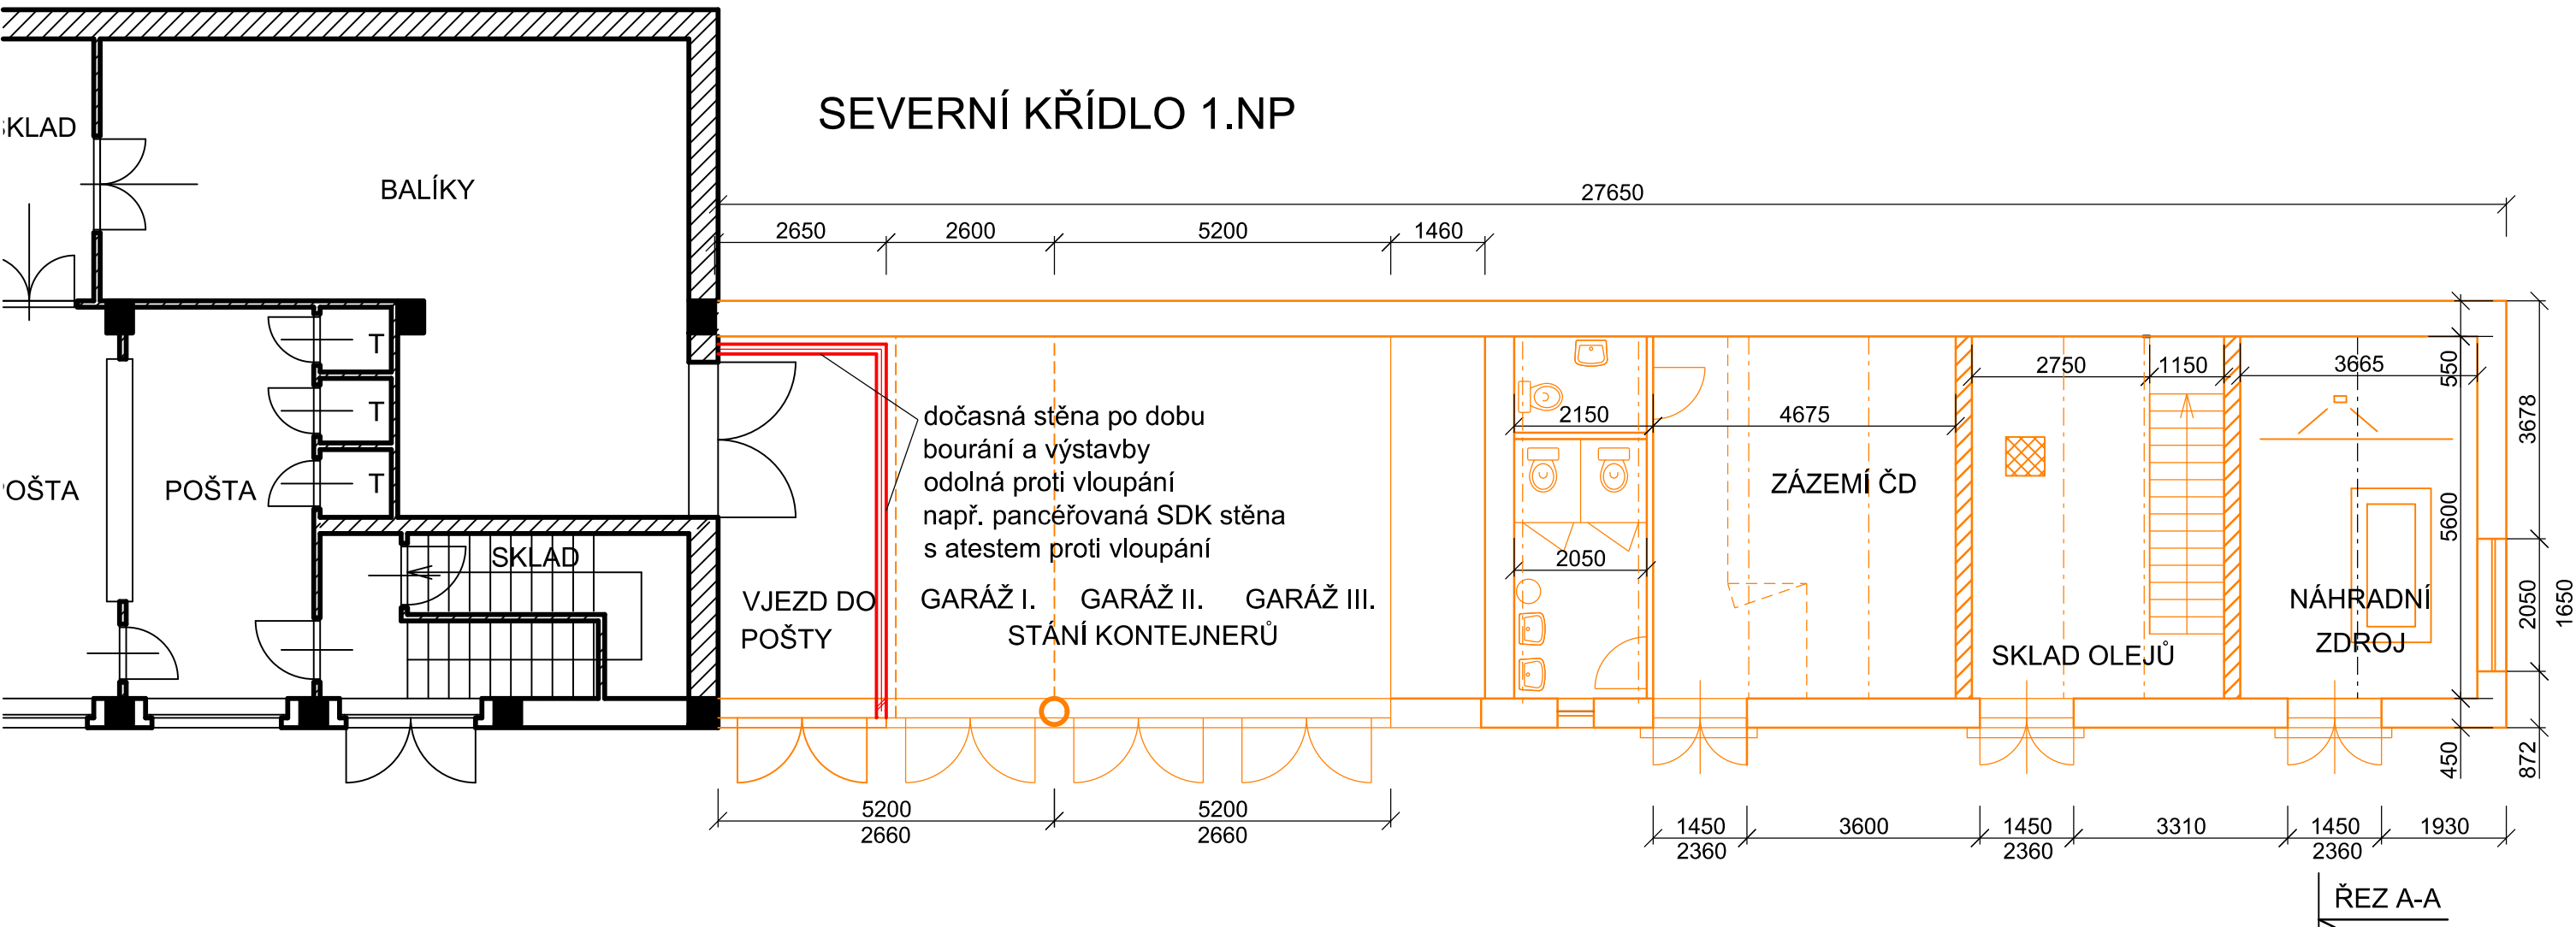 SEVERNÍ KŘÍDLO 1.NP
SKLAD
BALÍKY
27650
2650
2600
5200
1460
T
T
T
POŠTA
POŠTA
SKLAD
dočasná stěna po dobu
bourání a výstavby
odolná proti vloupání
např. pancéřovaná SDK stěna
s atestem proti vloupání
VJEZD DO
POŠTY
GARÁŽ I.
GARÁŽ II.
GARÁŽ III.
STÁNÍ KONTEJNERŮ
2150
4675
2750
1150
3665
550
3678
2050
ZÁZEMÍ ČD
5600
2050
1650
SKLAD OLEJŮ
NÁHRADNÍ
ZDROJ
450
872
5200
2660
5200
2660
1450
2360
3600
1450
2360
3310
1450
2360
1930
ŘEZ A-A